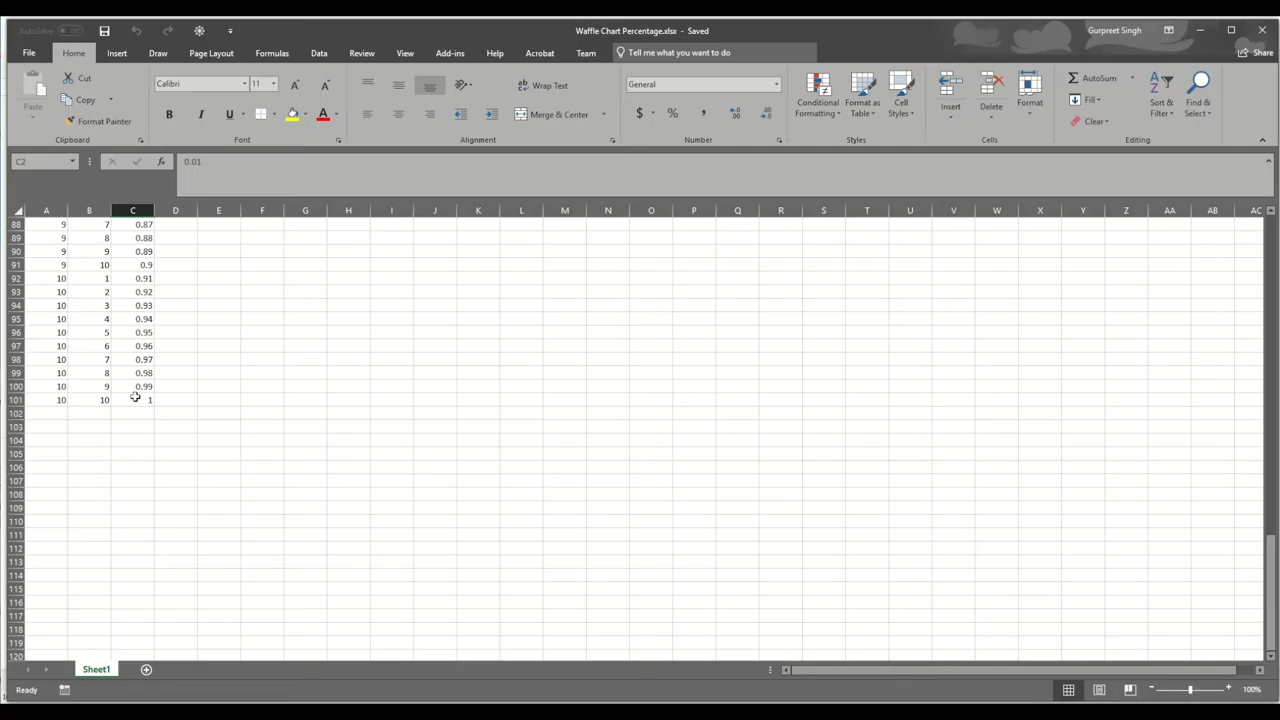 AutoSave Off Waffle Chart Percentage.xlsx - Saved Gurpreet Singh
File Home Insert Draw Page Layout Formulas Data Review View Add-ins Help Acrobat Team Tell me what you want to do Share
Paste Cut Copy Format Painter
Calibri 11
B I U A
Wrap Text
Merge & Center
General
$ %
Conditional Formatting Format as Table Cell Styles
Insert Delete Format
AutoSum Fill Clear
Sort & Filter Find & Select
Clipboard Font Alignment Number Styles Cells Editing
C2 fx 0.01
A B C D E F G H I J K L M N O P Q R S T U V W X Y Z AA AB AC
88 9 7 0.87
89 9 8 0.88
90 9 9 0.89
91 9 10 0.9
92 10 1 0.91
93 10 2 0.92
94 10 3 0.93
95 10 4 0.94
96 10 5 0.95
97 10 6 0.96
98 10 7 0.97
99 10 8 0.98
100 10 9 0.99
101 10 10 1
102
103
104
105
106
107
108
109
110
111
112
113
114
115
116
117
118
119
120
Sheet1
Ready 100%